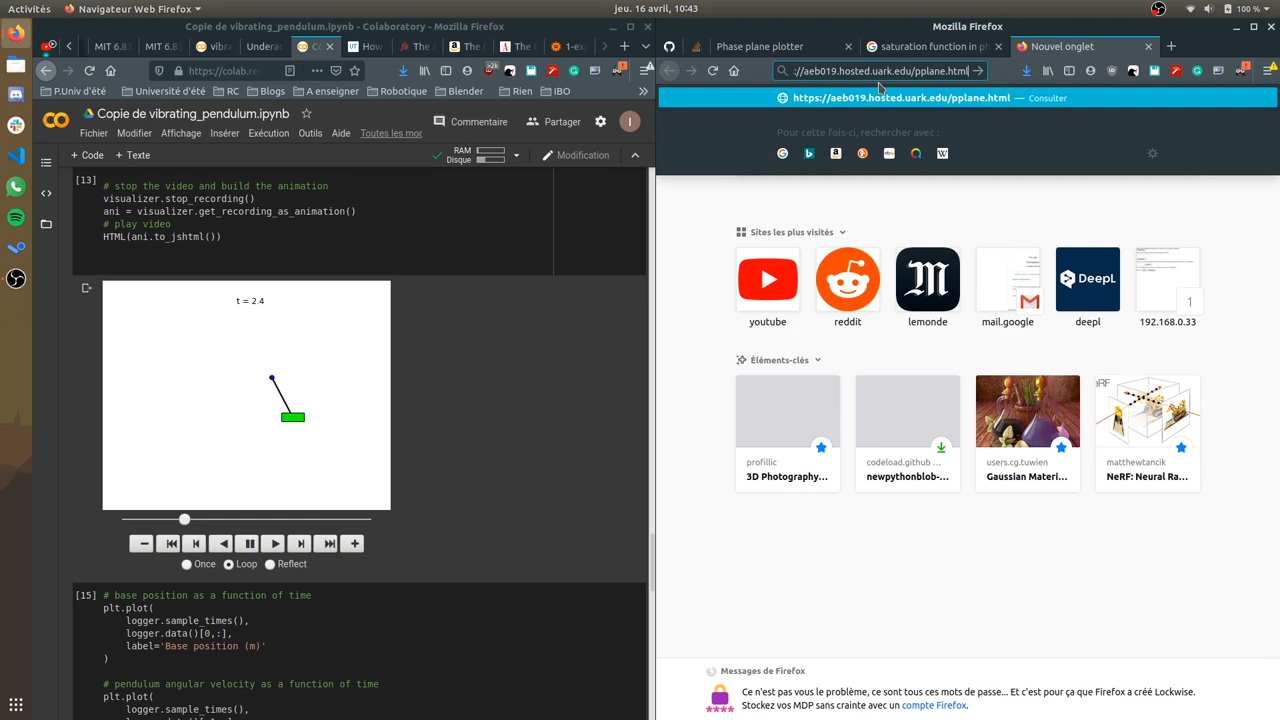 Activités
Navigateur Web Firefox
jeu. 16 avril, 10:43
100 %
Copie de vibrating_pendulum.ipynb - Colaboratory - Mozilla Firefox
MIT 6.8
MIT 6.8
vibra
Underac
Co
How
The
The
The
1-exp
https://colab.re
P.Univ d'été
Université d'été
Bots
A enseigner
Robotique
Blender
Rien
IBO
Copie de vibrating_pendulum.ipynb
Fichier
Modifier
Affichage
Insérer
Exécution
Outils
Aide
Toutes les mod
Commentaire
Partager
I
+ Code
+ Texte
RAM
Disque
Modification
[13]
# stop the video and build the animation
visualizer.stop_recording()
ani = visualizer.get_recording_as_animation()
# play video
HTML(ani.to_jshtml())
t = 2.4
Once
Loop
Reflect
[15]
# base position as a function of time
plt.plot(
logger.sample_times(),
logger.data()[0,:],
label='Base position (m)'
)
# pendulum angular velocity as a function of time
plt.plot(
logger.sample_times(),
Mozilla Firefox
Phase plane plotter
saturation function in ph
Nouvel onglet
://aeb019.hosted.uark.edu/pplane.html
https://aeb019.hosted.uark.edu/pplane.html — Consulter
Pour cette fois-ci, rechercher avec :
Sites les plus visités
youtube
reddit
lemonde
mail.google
DeepL
deepl
1
192.168.0.33
Éléments-clés
profillic
3D Photography...
codeload.github ...
newpythonblob-...
users.cg.tuwien
Gaussian Materi...
matthewtancik
NeRF: Neural Ra...
Messages de Firefox
Ce n'est pas vous le problème, ce sont tous ces mots de passe... Et c'est pour ça que Firefox a créé Lockwise.
Stockez vos MDP sans crainte avec un compte Firefox.